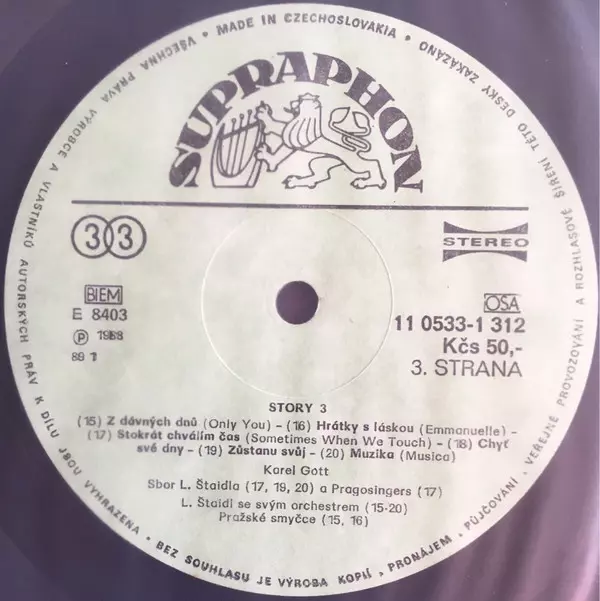 VŠECHNA PRÁVA VÝROBCE A VLASTNÍKŮ AUTORSKÝCH PRÁV K DÍLU JSOU VYHRAZENA • BEZ SOUHLASU JE VÝROBA KOPIÍ, PRONÁJEM, PŮJČOVÁNÍ, VEŘEJNÉ PROVOZOVÁNÍ A ROZHLASOVÉ ŠÍŘENÍ TÉTO DESKY ZAKÁZÁNO • MADE IN CZECHOSLOVAKIA •
SUPRAPHON
33
STEREO
BIEM
E 8403
℗ 1988
89 1
OSA
11 0533-1 312
Kčs 50,-
3. STRANA
STORY 3
(15) Z dávných dnů (Only You) - (16) Hrátky s láskou (Emmanuelle) -
(17) Stokrát chválím čas (Sometimes When We Touch) - (18) Chyť
své dny - (19) Zůstanu svůj - (20) Muzika (Musica)
Karel Gott
Sbor L. Štaidla (17, 19, 20) a Pragosingers (17)
L. Štaidl se svým orchestrem (15-20)
Pražské smyčce (15, 16)